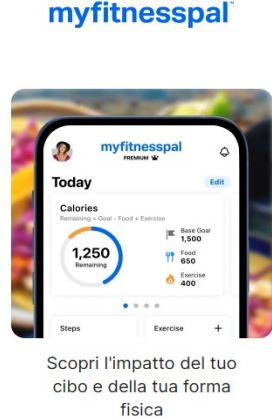 myfitnesspal
myfitnesspal
PREMIUM
Today
Edit
Calories
Remaining = Goal - Food + Exercise
1,250
Remaining
Base Goal
1,500
Food
650
Exercise
400
Steps
Exercise +
Scopri l'impatto del tuo
cibo e della tua forma
fisica